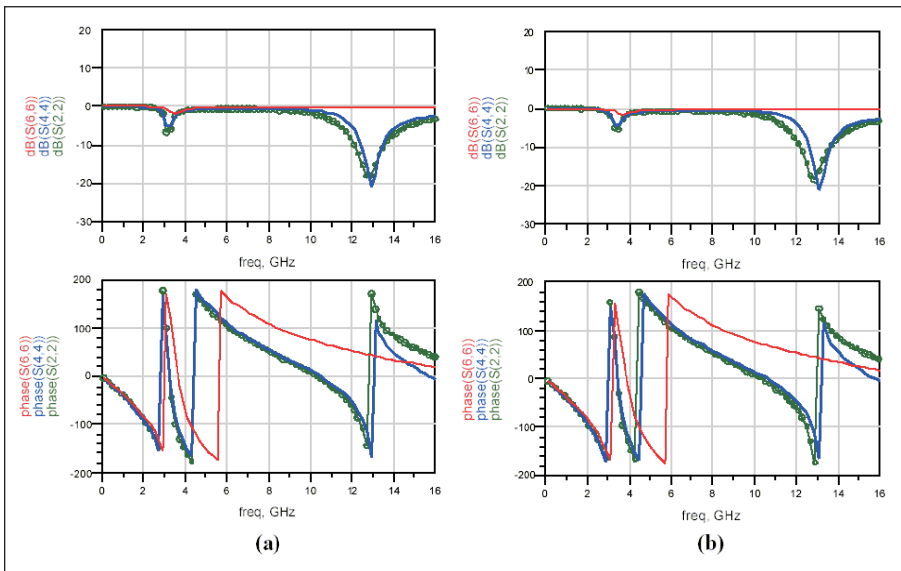 20
10
0
-10
-20
-30
dB(S(6,6))
dB(S(4,4))
dB(S(2,2))
0 2 4 6 8 10 12 14 16
freq, GHz
20
10
0
-10
-20
-30
dB(S(6,6))
dB(S(4,4))
dB(S(2,2))
0 2 4 6 8 10 12 14 16
freq, GHz
200
100
0
-100
-200
phase(S(6,6))
phase(S(4,4))
phase(S(2,2))
0 2 4 6 8 10 12 14 16
freq, GHz
(a)
200
100
0
-100
-200
phase(S(6,6))
phase(S(4,4))
phase(S(2,2))
0 2 4 6 8 10 12 14 16
freq, GHz
(b)